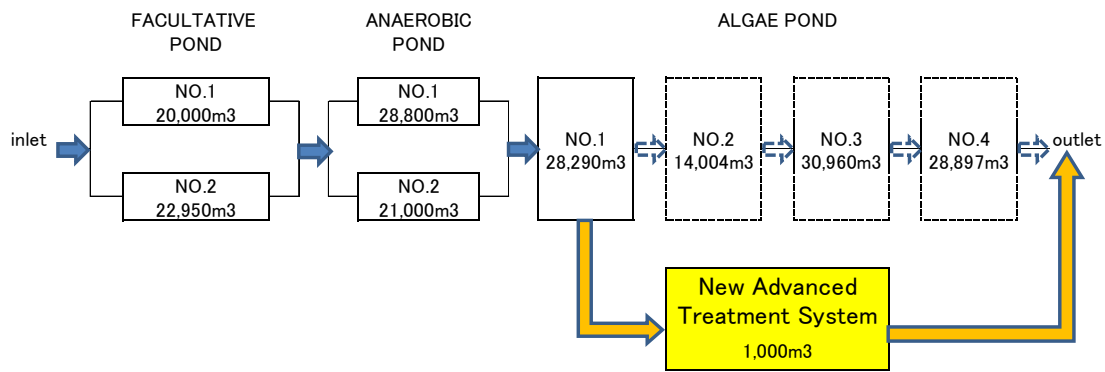 FACULTATIVE
POND
ANAEROBIC
POND
ALGAE POND
inlet
NO.1
20,000m3
NO.2
22,950m3
NO.1
28,800m3
NO.2
21,000m3
NO.1
28,290m3
NO.2
14,004m3
NO.3
30,960m3
NO.4
28,897m3
outlet
New Advanced
Treatment System
1,000m3